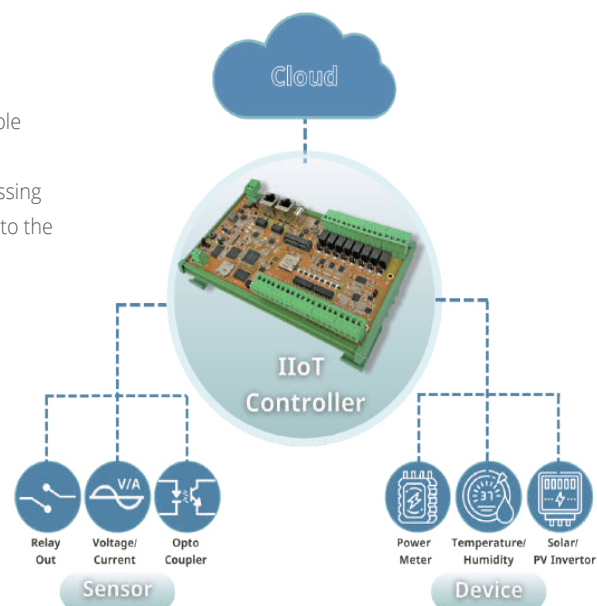 Cloud
ple
ssing
to the
IIoT
Controller
V/A
Relay
Out
Voltage/
Current
Opto
Coupler
Power
Meter
Temperature/
Humidity
Solar/
PV Invertor
Sensor
Device